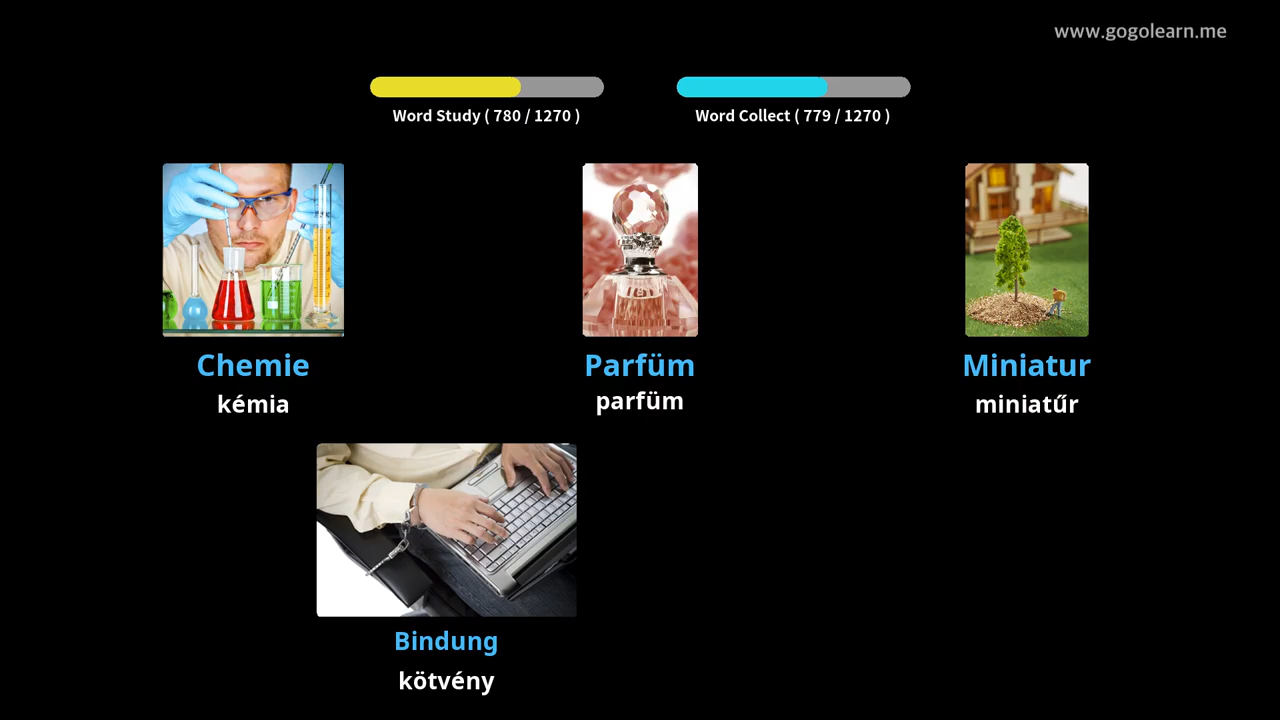 www.gogolearn.me
Word Study ( 780 / 1270 )
Word Collect ( 779 / 1270 )
Chemie
kémia
Parfüm
parfüm
Miniatur
miniatűr
Bindung
kötvény